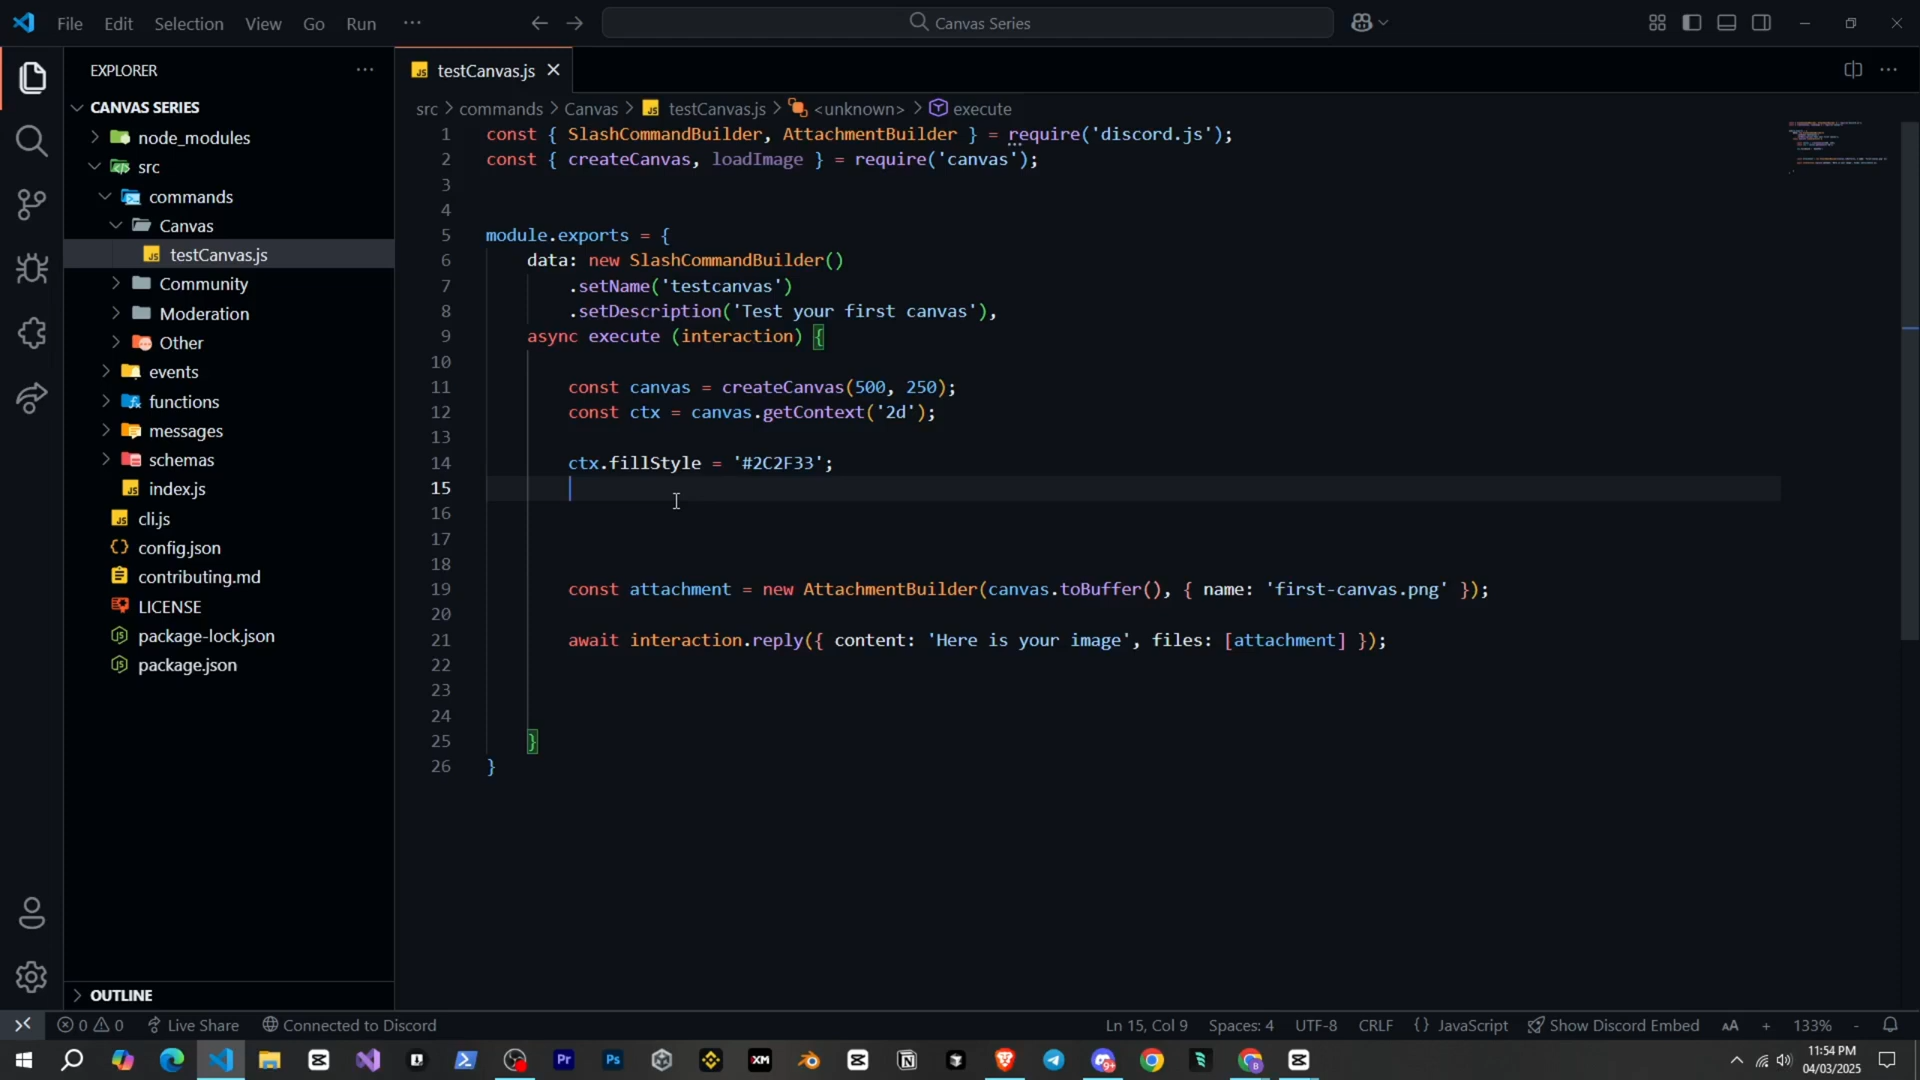 File Edit Selection View Go Run ··· Canvas Series
EXPLORER ···
testCanvas.js
CANVAS SERIES
node_modules
src
commands
Canvas
testCanvas.js
Community
Moderation
Other
events
functions
messages
schemas
index.js
cli.js
config.json
contributing.md
LICENSE
package-lock.json
package.json
OUTLINE
src > commands > Canvas > testCanvas.js > <unknown> > execute
1 const { SlashCommandBuilder, AttachmentBuilder } = require('discord.js');
2 const { createCanvas, loadImage } = require('canvas');
3
4
5 module.exports = {
6 data: new SlashCommandBuilder()
7 .setName('testcanvas')
8 .setDescription('Test your first canvas'),
9 async execute (interaction) {
10
11 const canvas = createCanvas(500, 250);
12 const ctx = canvas.getContext('2d');
13
14 ctx.fillStyle = '#2C2F33';
15
16
17
18
19 const attachment = new AttachmentBuilder(canvas.toBuffer(), { name: 'first-canvas.png' });
20
21 await interaction.reply({ content: 'Here is your image', files: [attachment] });
22
23
24
25 }
26 }
0 0 Live Share Connected to Discord Ln 15, Col 9 Spaces: 4 UTF-8 CRLF {} JavaScript Show Discord Embed AA + 133% -
Pr Ps XM 9+ B 11:54 PM
04/03/2025